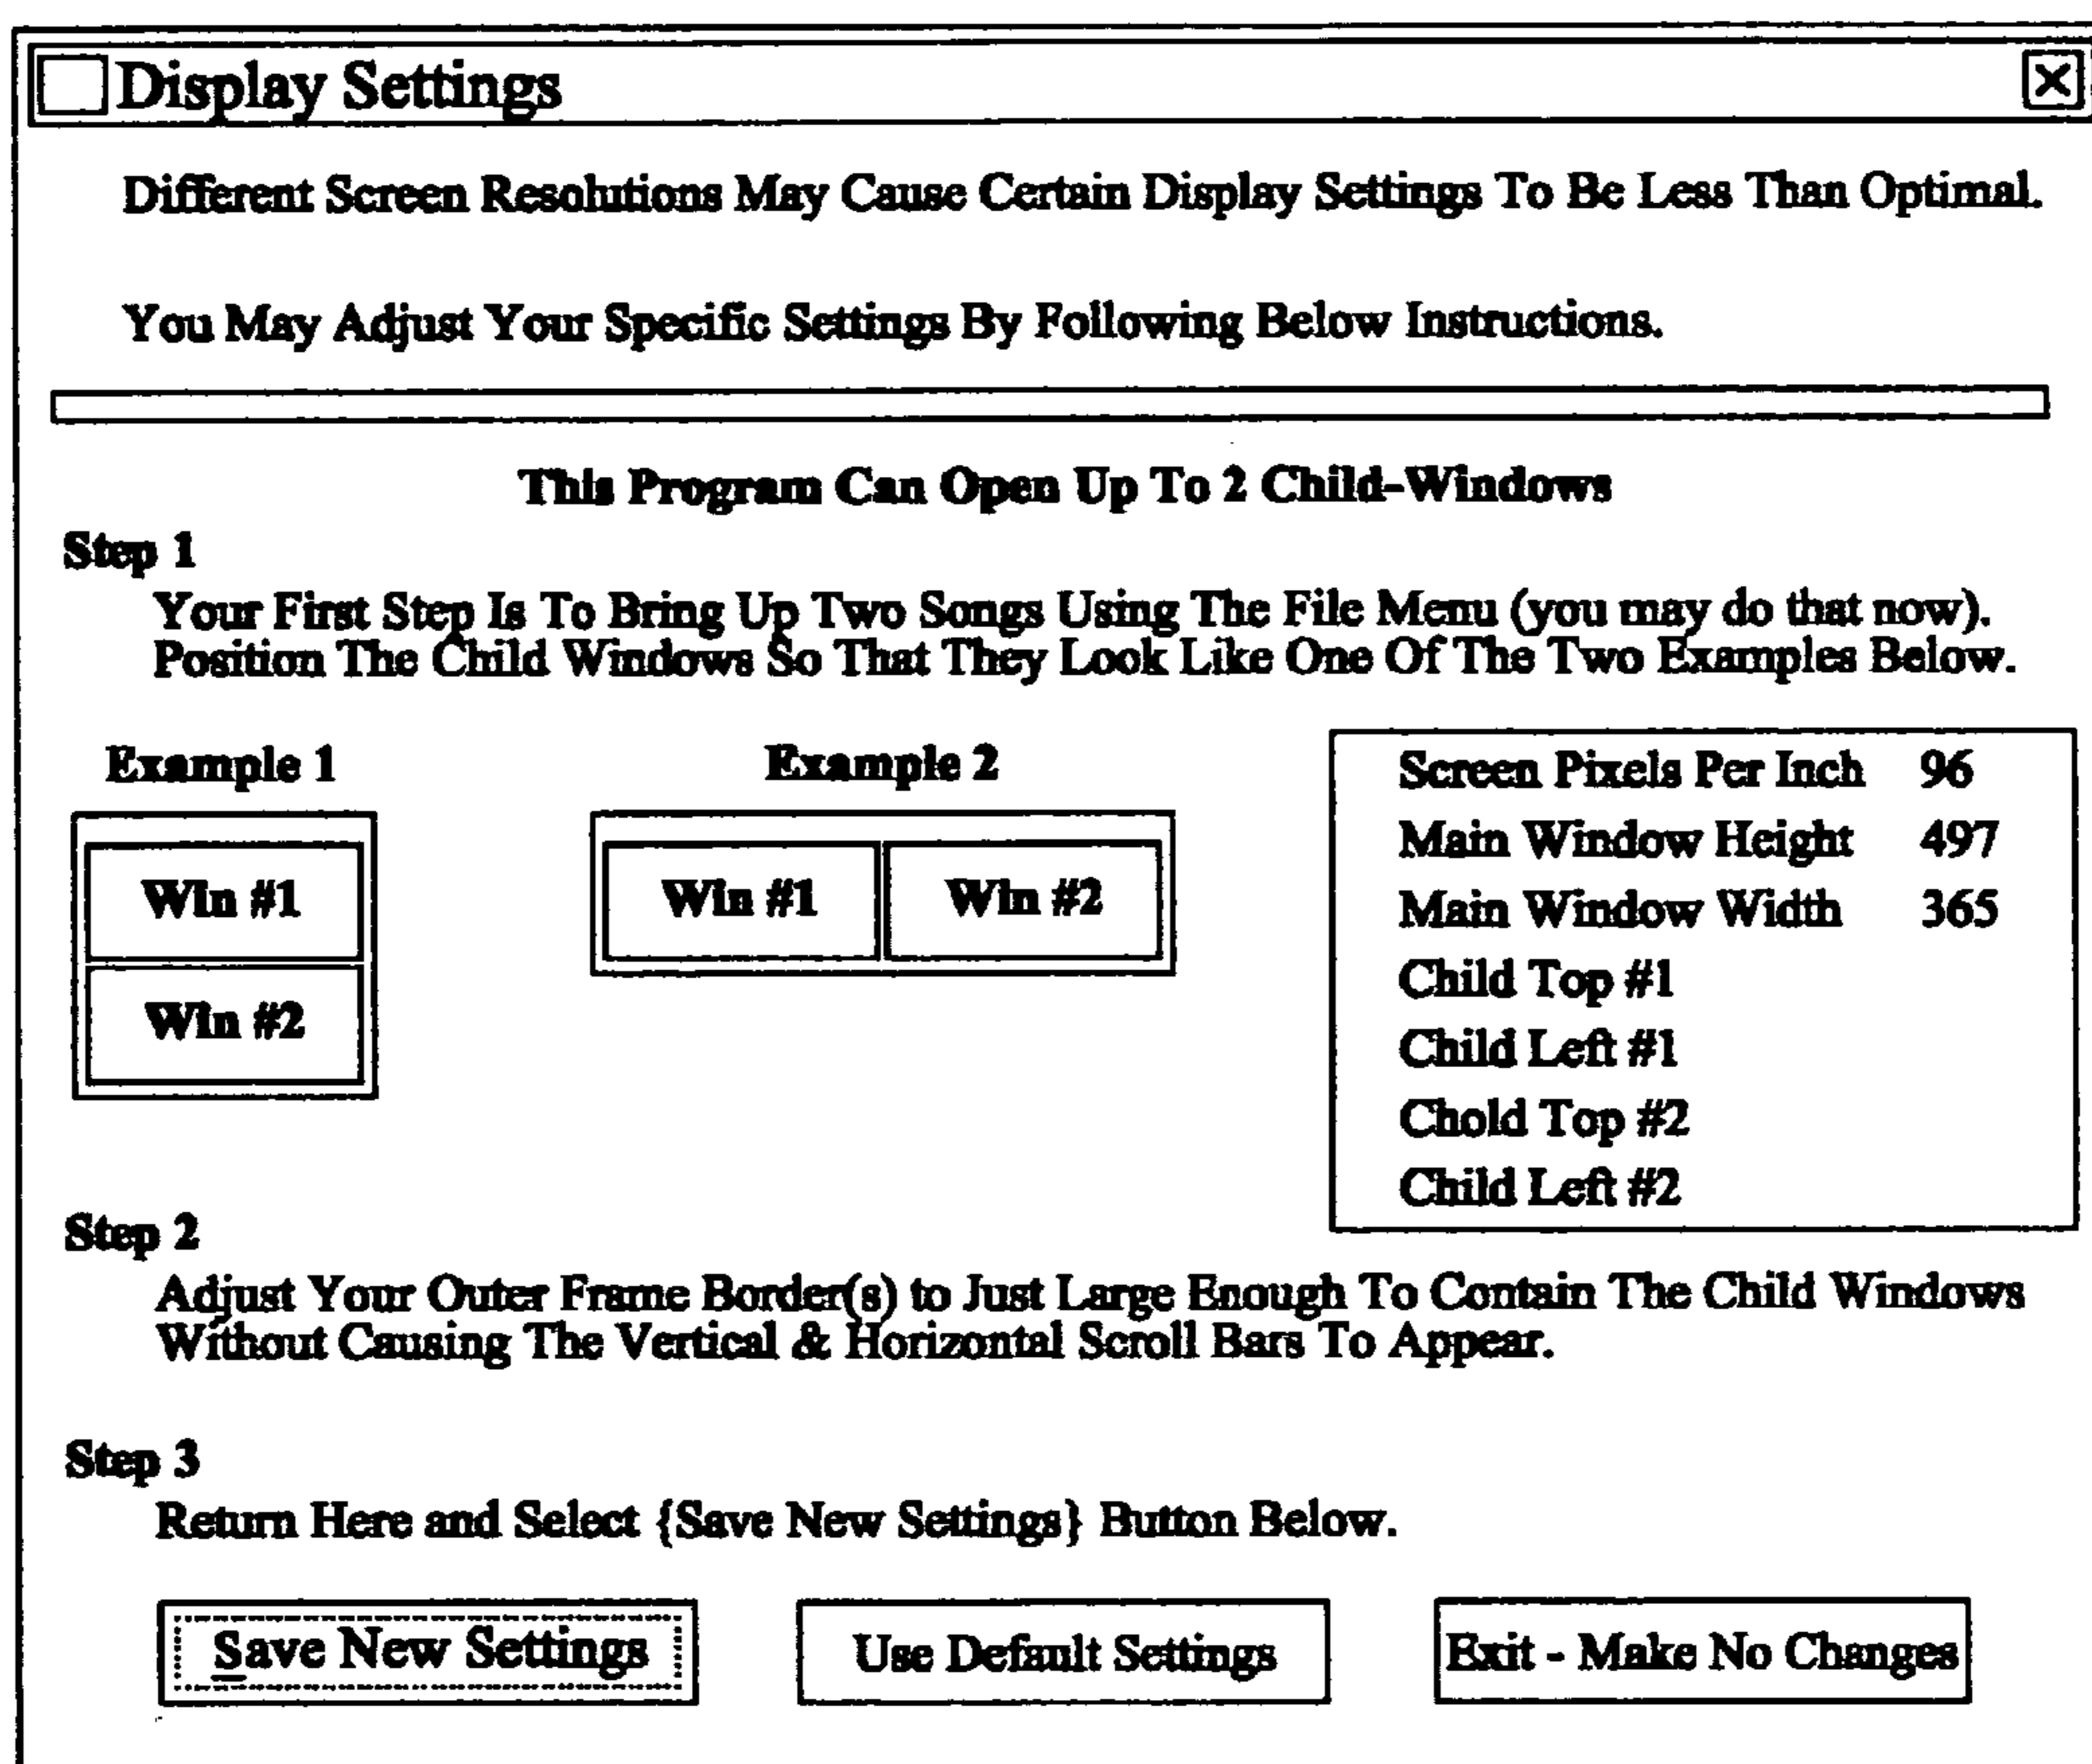 Display Settings
Different Screen Resolutions May Cause Certain Display Settings To Be Less Than Optimal.
You May Adjust Your Specific Settings By Following Below Instructions.
This Program Can Open Up To 2 Child-Windows
Step 1
Your First Step Is To Bring Up Two Songs Using The File Menu (you may do that now).
Position The Child Windows So That They Look Like One Of The Two Examples Below.
Example 1
Win #1
Win #2
Example 2
Win #1 Win #2
Screen Pixels Per Inch 96
Main Window Height 497
Main Window Width 365
Child Top #1
Child Left #1
Chold Top #2
Child Left #2
Step 2
Adjust Your Outer Frame Border(s) to Just Large Enough To Contain The Child Windows
Without Causing The Vertical & Horizontal Scroll Bars To Appear.
Step 3
Return Here and Select {Save New Settings} Button Below.
Save New Settings Use Default Settings Exit - Make No Changes